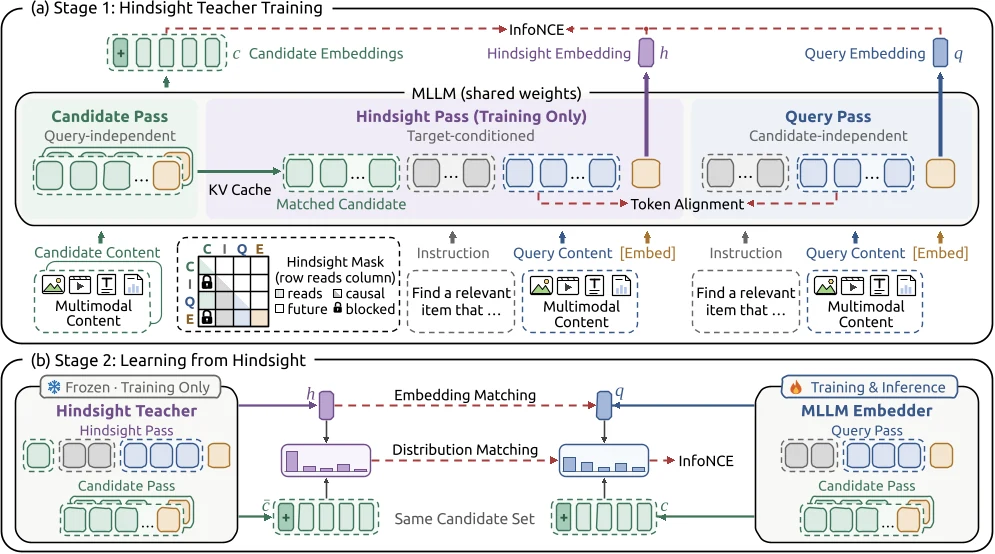 (a) Stage 1: Hindsight Teacher Training
InfoNCE
+
c Candidate Embeddings
Hindsight Embedding h
Query Embedding q
MLLM (shared weights)
Candidate Pass
Query-independent
...
KV Cache
Hindsight Pass (Training Only)
Target-conditioned
... ... ...
Matched Candidate
Query Pass
Candidate-independent
... ...
Token Alignment
Candidate Content
Multimodal
Content
C I Q E
C
I
Q
E
Hindsight Mask
(row reads column)
reads causal
future blocked
Instruction
Find a relevant
item that ...
Query Content
T
Multimodal
Content
[Embed]
Instruction
Find a relevant
item that ...
Query Content
T
Multimodal
Content
[Embed]
(b) Stage 2: Learning from Hindsight
Frozen · Training Only
Hindsight Teacher
Hindsight Pass
Candidate Pass
...
h
Embedding Matching
q
Distribution Matching
InfoNCE
c̃
+
Same Candidate Set
+
c
Training & Inference
MLLM Embedder
Query Pass
Candidate Pass
...